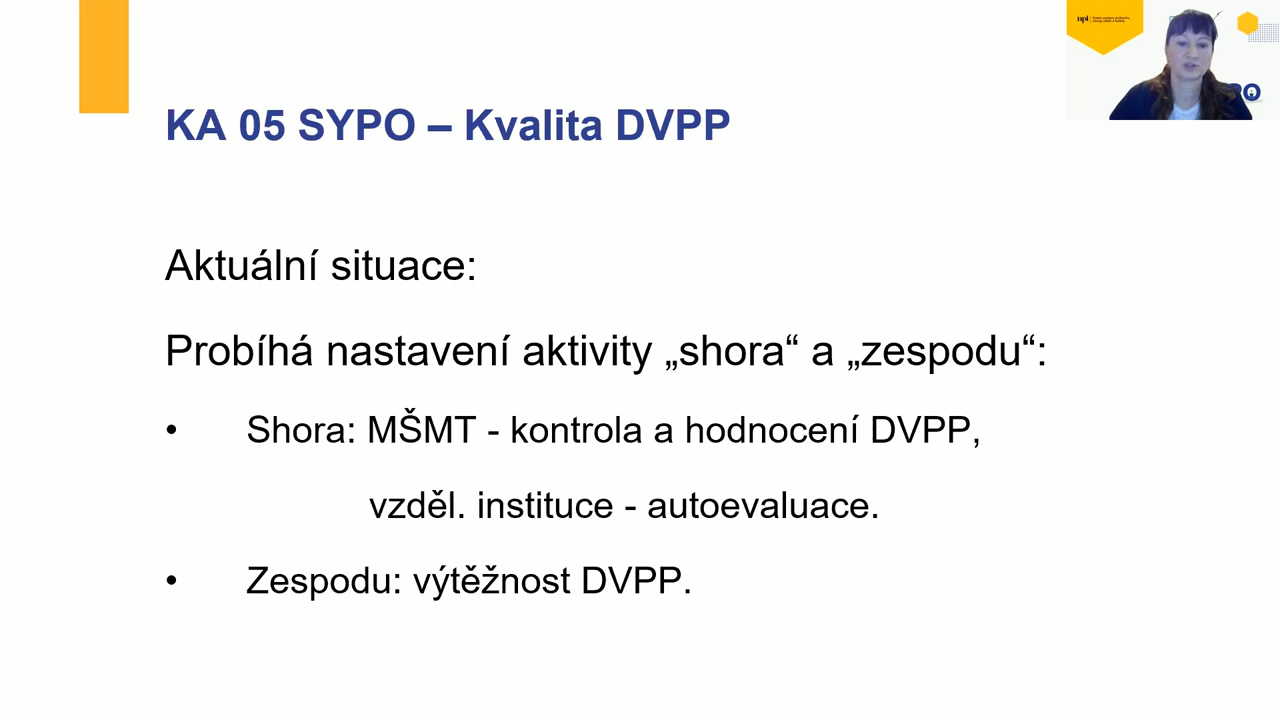 KA 05 SYPO – Kvalita DVPP
Aktuální situace:
Probíhá nastavení aktivity „shora“ a „zespodu“:
• Shora: MŠMT - kontrola a hodnocení DVPP,
vzděl. instituce - autoevaluace.
• Zespodu: výtěžnost DVPP.
npi